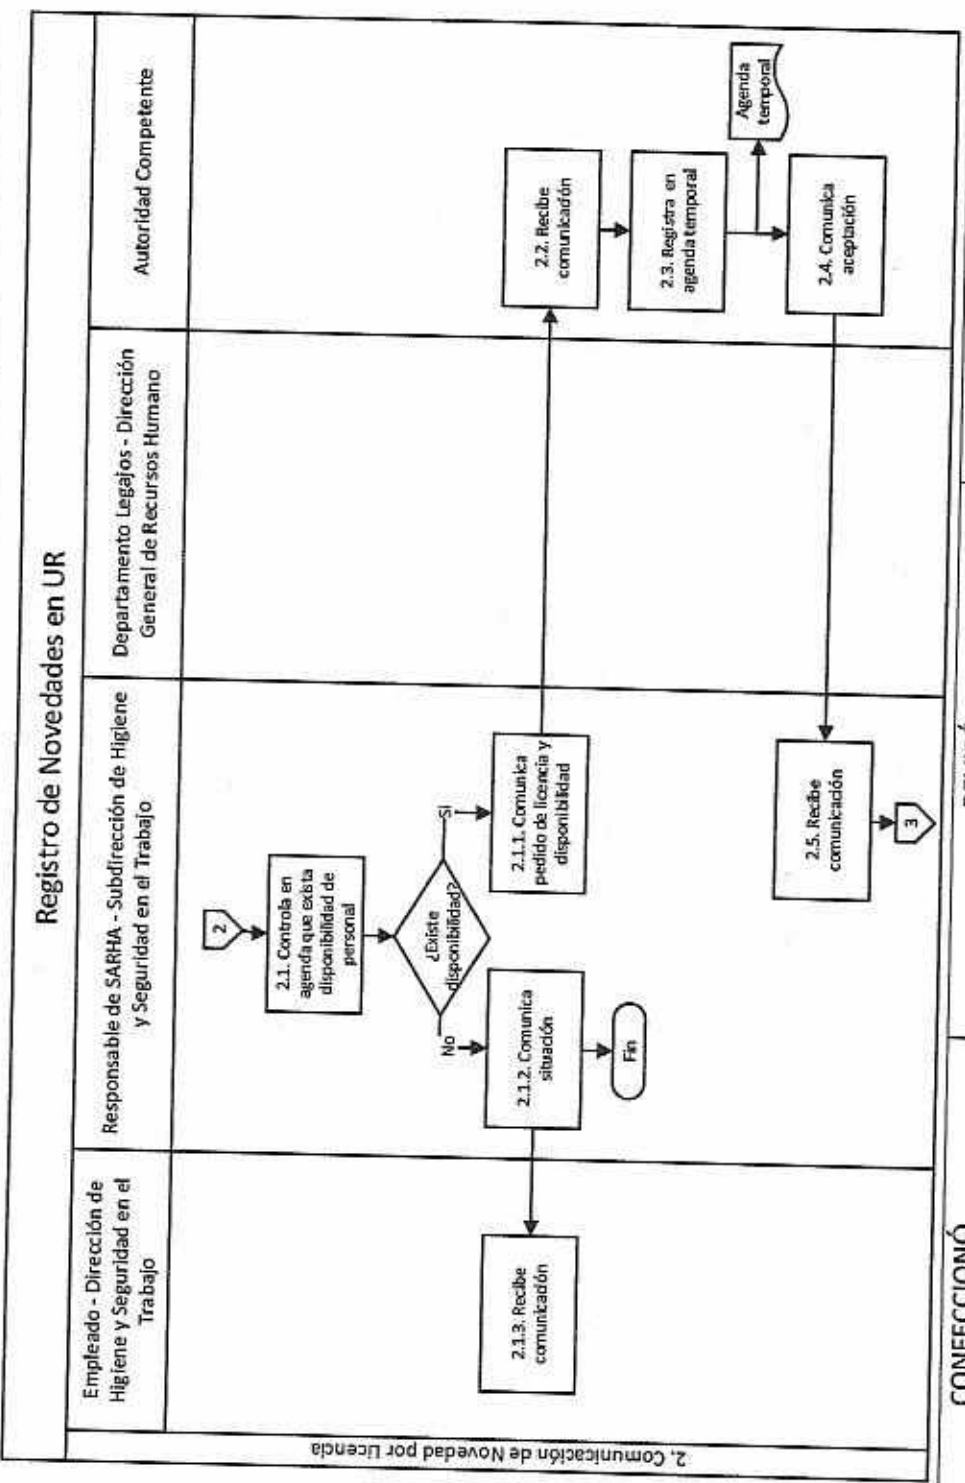 Registro de Novedades en UR
Empleado - Dirección de
Higiene y Seguridad en el
Trabajo
Responsable de SARHA - Subdirección de Higiene
y Seguridad en el Trabajo
Departamento Legajos - Dirección
General de Recursos Humano
Autoridad Competente
2. Comunicación de Novedad por Licencia
2
2.1. Controla en
agenda que exista
disponibilidad de
personal
¿Existe
disponibilidad?
No
Si
2.1.2. Comunica
situación
2.1.1. Comunica
pedido de licencia y
disponibilidad
Fin
2.1.3. Recibe
comunicación
2.2. Recibe
comunicación
2.3. Registra en
agenda temporal
Agenda
temporal
2.4. Comunica
aceptación
2.5. Recibe
comunicación
3
CONFECCIONÓ